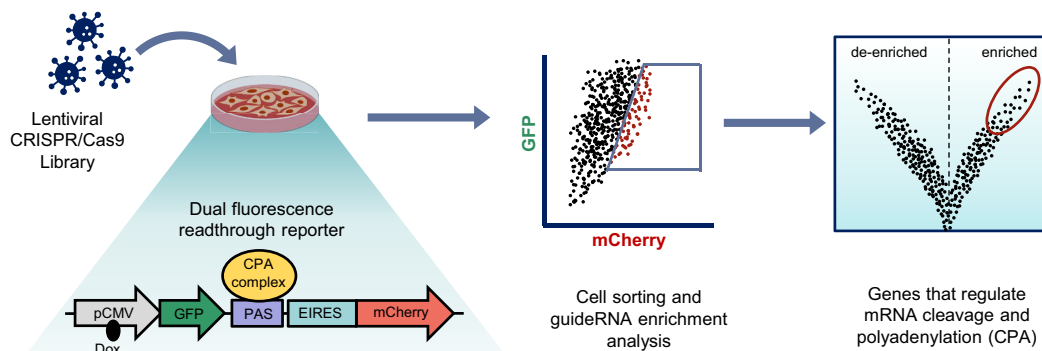 Lentiviral
CRISPR/Cas9
Library
Dual fluorescence
readthrough reporter
CPA
complex
pCMV
GFP
PAS
EIRES
mCherry
Dox
GFP
mCherry
Cell sorting and
guideRNA enrichment
analysis
de-enriched
enriched
Genes that regulate
mRNA cleavage and
polyadenylation (CPA)